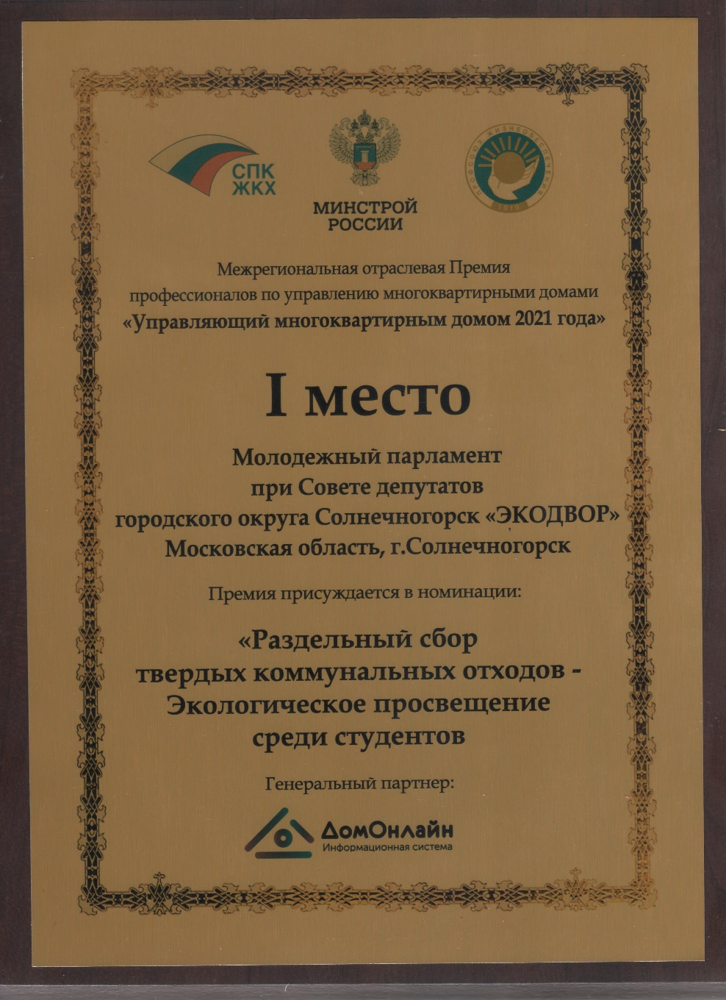 СПК
ЖКХ
МИНСТРОЙ
РОССИИ
ПРОФСОЮЗ ЖИЗНЕОБЕСПЕЧЕНИЯ
Межрегиональная отраслевая Премия
профессионалов по управлению многоквартирными домами
«Управляющий многоквартирным домом 2021 года»
I место
Молодежный парламент
при Совете депутатов
городского округа Солнечногорск «ЭКОДВОР»
Московская область, г.Солнечногорск
Премия присуждается в номинации:
«Раздельный сбор
твердых коммунальных отходов -
Экологическое просвещение
среди студентов
Генеральный партнер:
ДомОнлайн
Информационная система